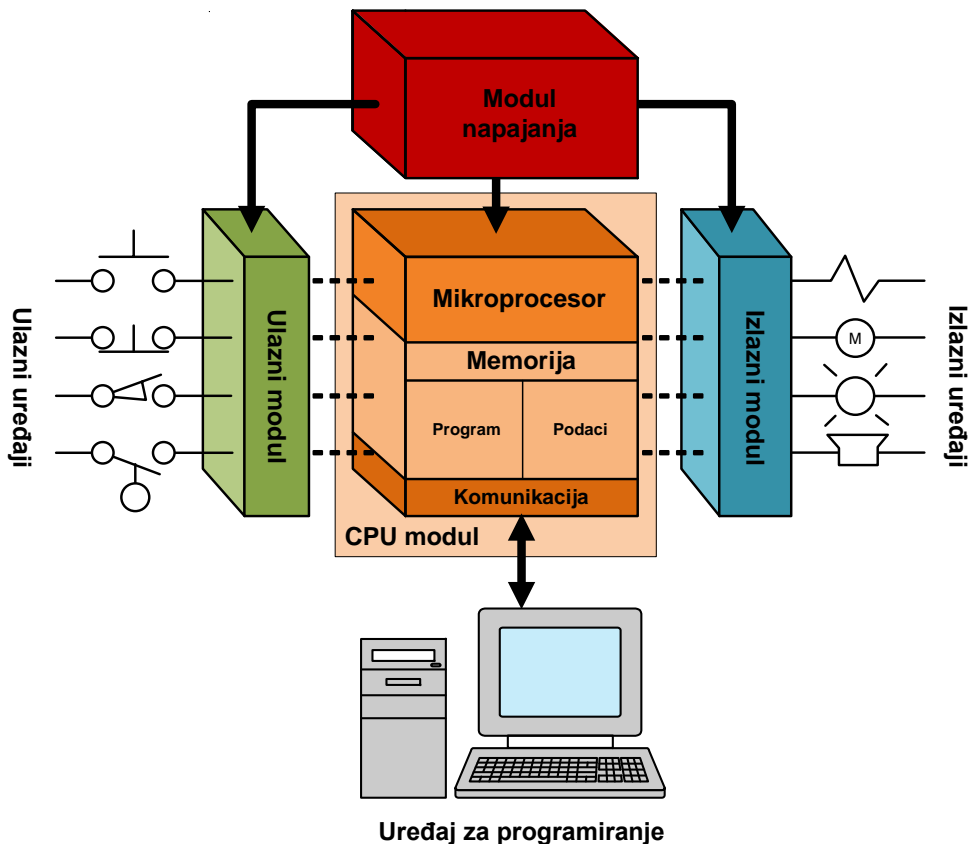 Modul
napajanja
Ulazni uređaji
Ulazni modul
Mikroprocesor
Memorija
Program
Podaci
Komunikacija
CPU modul
Izlazni modul
M
Izlazni uređaji
Uređaj za programiranje